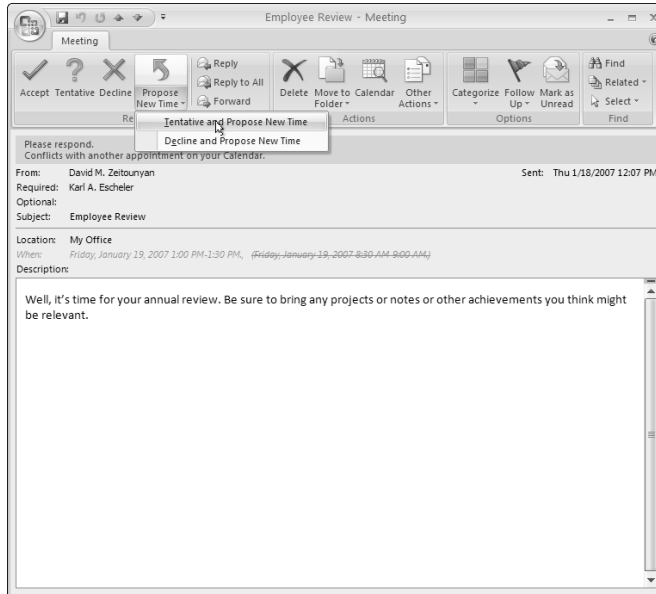 Employee Review - Meeting
Meeting
Accept Tentative Decline Propose New Time
Reply
Reply to All
Forward
Delete Move to Folder Calendar Other Actions
Categorize Follow Up Mark as Unread
Find
Related
Select
Re Actions Options Find
Tentative and Propose New Time
Decline and Propose New Time
Please respond.
Conflicts with another appointment on your Calendar.
From: David M. Zeitounyan Sent: Thu 1/18/2007 12:07 PM
Required: Karl A. Escheler
Optional:
Subject: Employee Review
Location: My Office
When: Friday, January 19, 2007 1:00 PM-1:30 PM, (Friday, January 19, 2007 8:30 AM-9:00 AM,)
Description:
Well, it's time for your annual review. Be sure to bring any projects or notes or other achievements you think might
be relevant.